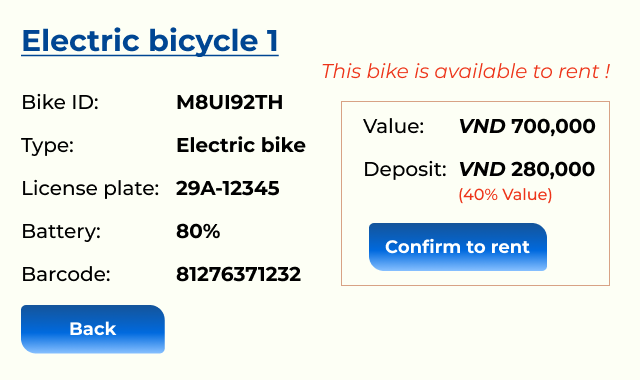 Electric bicycle 1
This bike is available to rent !
Bike ID: M8UI92TH
Type: Electric bike
License plate: 29A-12345
Battery: 80%
Barcode: 81276371232
Value: VND 700,000
Deposit: VND 280,000
(40% Value)
Confirm to rent
Back